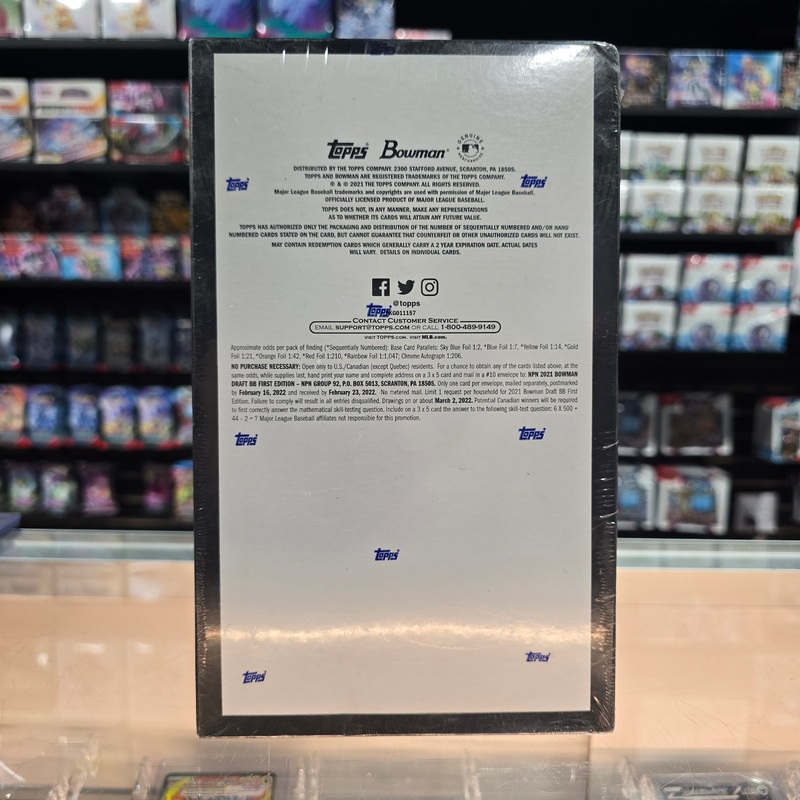 Topps Bowman GENUINE MERCHANDISE
DISTRIBUTED BY THE TOPPS COMPANY, 2300 STAFFORD AVENUE, SCRANTON, PA 18505.
TOPPS AND BOWMAN ARE REGISTERED TRADEMARKS OF THE TOPPS COMPANY.
® & © 2021 THE TOPPS COMPANY. ALL RIGHTS RESERVED.
Major League Baseball trademarks and copyrights are used with permission of Major League Baseball.
OFFICIALLY LICENSED PRODUCT OF MAJOR LEAGUE BASEBALL.
Topps Topps
TOPPS DOES NOT, IN ANY MANNER, MAKE ANY REPRESENTATIONS
AS TO WHETHER ITS CARDS WILL ATTAIN ANY FUTURE VALUE.
TOPPS HAS AUTHORIZED ONLY THE PACKAGING AND DISTRIBUTION OF THE NUMBER OF SEQUENTIALLY NUMBERED AND/OR HAND
NUMBERED CARDS STATED ON THE CARD, BUT CANNOT GUARANTEE THAT COUNTERFEIT OR OTHER UNAUTHORIZED CARDS WILL NOT EXIST.
MAY CONTAIN REDEMPTION CARDS WHICH GENERALLY CARRY A 2 YEAR EXPIRATION DATE. ACTUAL DATES
WILL VARY. DETAILS ON INDIVIDUAL CARDS.
@topps
Topps G011157
CONTACT CUSTOMER SERVICE
EMAIL SUPPORT@TOPPS.COM OR CALL 1-800-489-9149
VISIT TOPPS.COM. VISIT MLB.com.
Approximate odds per pack of finding (*Sequentially Numbered): Base Card Parallels: Sky Blue Foil 1:2, *Blue Foil 1:7, *Yellow Foil 1:14, *Gold
Foil 1:21, *Orange Foil 1:42, *Red Foil 1:210, *Rainbow Foil 1:1,047; Chrome Autograph 1:206.
NO PURCHASE NECESSARY: Open only to U.S./Canadian (except Quebec) residents. For a chance to obtain any of the cards listed above, at the
same odds, while supplies last, hand print your name and complete address on a 3 x 5 card and mail in a #10 envelope to: NPN 2021 BOWMAN
DRAFT BB FIRST EDITION – NPN GROUP 92, P.O. BOX 5013, SCRANTON, PA 18505. Only one card per envelope, mailed separately, postmarked
by February 16, 2022 and received by February 23, 2022. No metered mail. Limit 1 request per household for 2021 Bowman Draft BB First
Edition. Failure to comply will result in all entries disqualified. Drawings on or about March 2, 2022. Potential Canadian winners will be required
to first correctly answer the mathematical skill-testing question. Include on a 3 x 5 card the answer to the following skill-test question: 6 X 500 +
44 - 2 = ? Major League Baseball affiliates not responsible for this promotion.
Topps Topps
Topps
Topps Topps